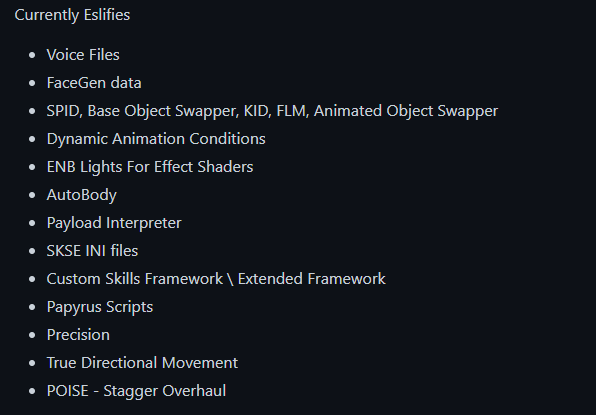 Currently Eslifies
• Voice Files
• FaceGen data
• SPID, Base Object Swapper, KID, FLM, Animated Object Swapper
• Dynamic Animation Conditions
• ENB Lights For Effect Shaders
• AutoBody
• Payload Interpreter
• SKSE INI files
• Custom Skills Framework \ Extended Framework
• Papyrus Scripts
• Precision
• True Directional Movement
• POISE - Stagger Overhaul